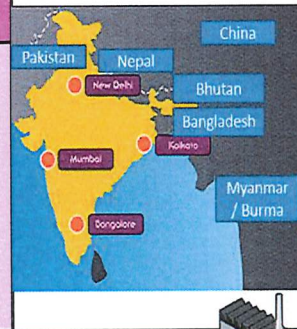 China
Pakistan
Nepal
New Delhi
Bhutan
Bangladesh
Kolkata
Mumbai
Myanmar
/ Burma
Bangalore